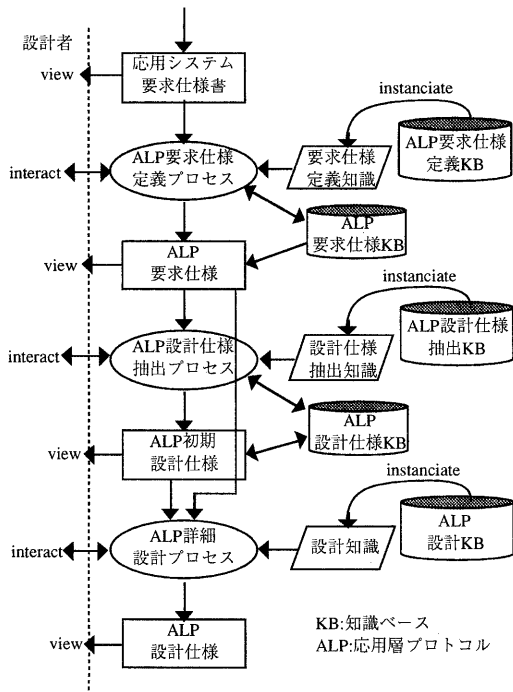 設計者
view
応用システム
要求仕様書
instanciate
interact
ALP要求仕様
定義プロセス
要求仕様
定義知識
ALP要求仕様
定義KB
ALP
要求仕様KB
view
ALP
要求仕様
instanciate
interact
ALP設計仕様
抽出プロセス
設計仕様
抽出知識
ALP設計仕様
抽出KB
ALP
設計仕様KB
view
ALP初期
設計仕様
instanciate
interact
ALP詳細
設計プロセス
設計知識
ALP
設計KB
view
ALP
設計仕様
KB:知識ベース
ALP:応用層プロトコル